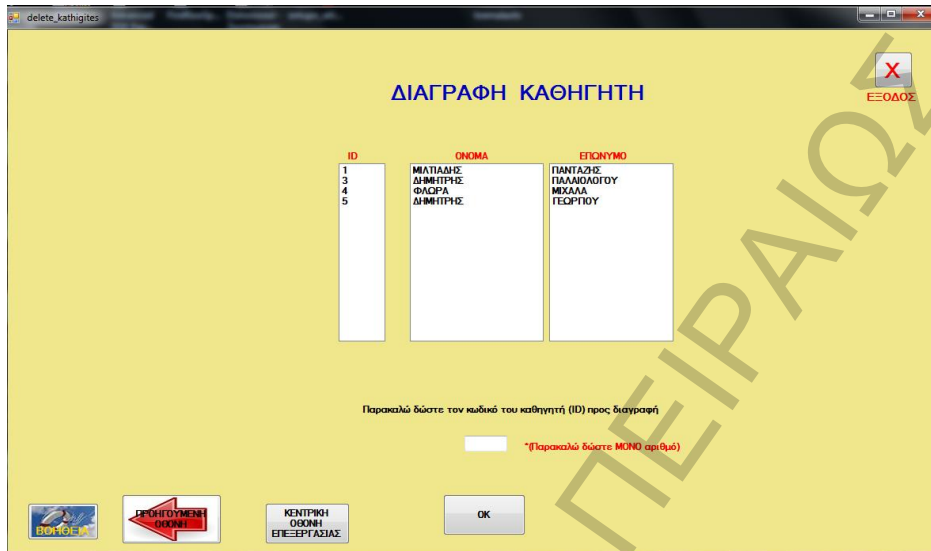 delete_kathigites
ΔΙΑΓΡΑΦΗ ΚΑΘΗΓΗΤΗ
X
ΕΞΟΔΟΣ
ID ΟΝΟΜΑ ΕΠΩΝΥΜΟ
1 ΜΙΛΤΙΑΔΗΣ ΠΑΝΤΑΖΗΣ
3 ΔΗΜΗΤΡΗΣ ΠΑΛΑΙΟΛΟΓΟΥ
4 ΦΛΩΡΑ ΜΙΧΑΛΑ
5 ΔΗΜΗΤΡΗΣ ΓΕΩΡΓΙΟΥ
Παρακαλώ δώστε τον κωδικό του καθηγητή (ID) προς διαγραφή
*(Παρακαλώ δώστε ΜΟΝΟ αριθμό)
ΒΟΗΘΕΙΑ
ΠΡΟΗΓΟΥΜΕΝΗ
ΟΘΟΝΗ
ΚΕΝΤΡΙΚΗ
ΟΘΟΝΗ
ΕΠΕΞΕΡΓΑΣΙΑΣ
OK
ΠΕΙΡΑΙΩΣ